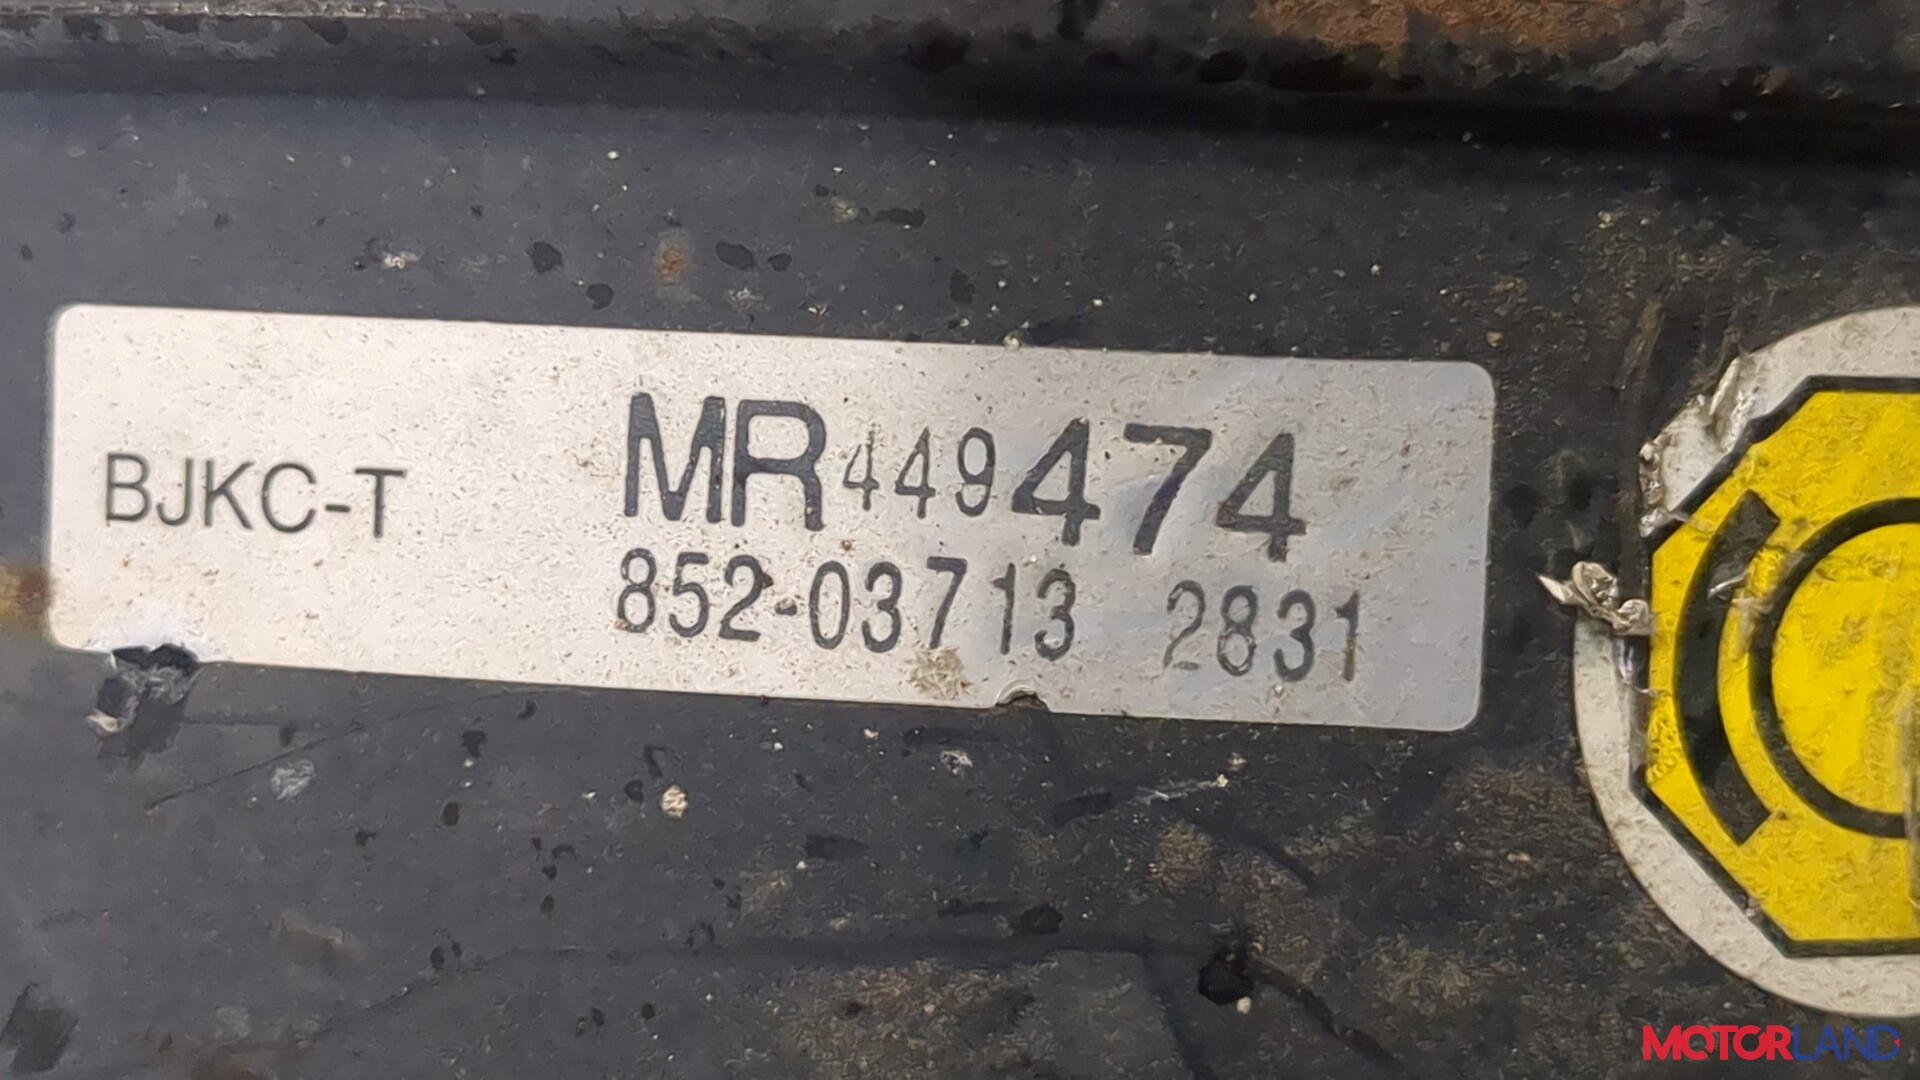 BJKC-T MR449474
852-03713 2831
MOTORLAND